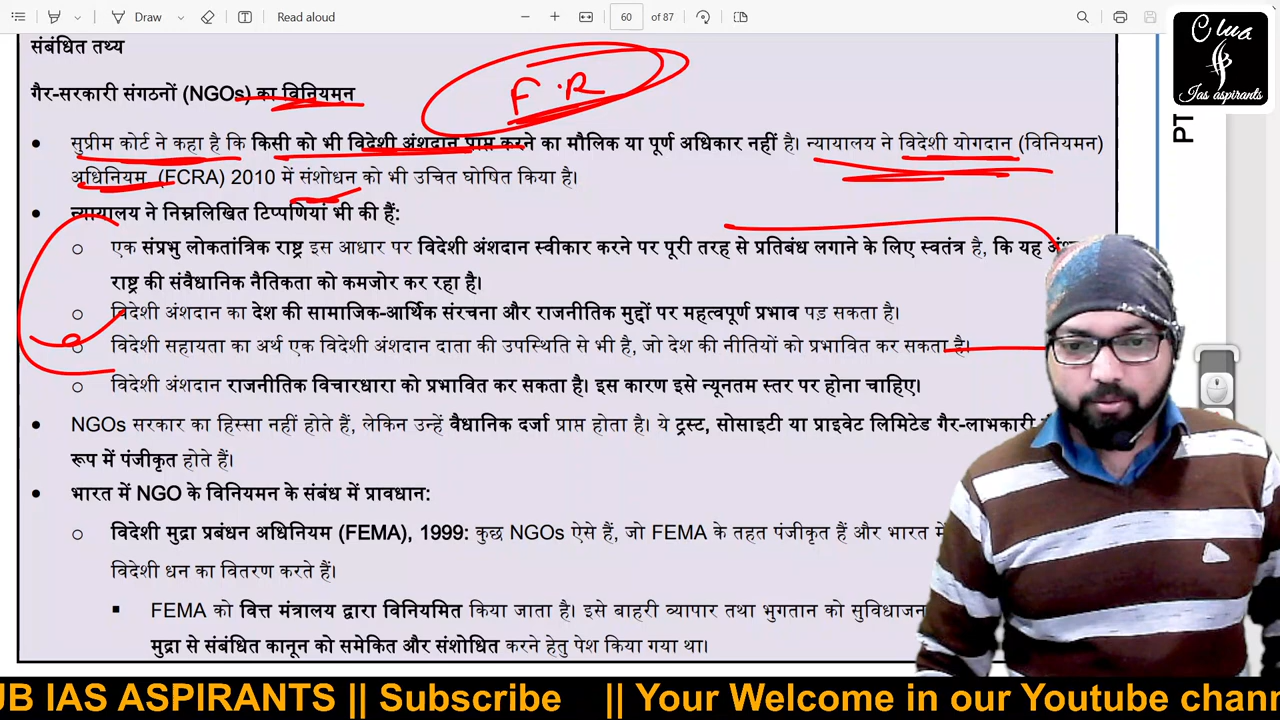 Draw
Read aloud
60
of 87
Club
Ias aspirants
PT
संबंधित तथ्य
F.R
गैर-सरकारी संगठनों (NGOs) का विनियमन
• सुप्रीम कोर्ट ने कहा है कि किसी को भी विदेशी अंशदान प्राप्त करने का मौलिक या पूर्ण अधिकार नहीं है। न्यायालय ने विदेशी योगदान (विनियमन)
अधिनियम (FCRA) 2010 में संशोधन को भी उचित घोषित किया है।
• न्यायालय ने निम्नलिखित टिप्पणियां भी की हैं:
o एक संप्रभु लोकतांत्रिक राष्ट्र इस आधार पर विदेशी अंशदान स्वीकार करने पर पूरी तरह से प्रतिबंध लगाने के लिए स्वतंत्र है, कि यह
राष्ट्र की संवैधानिक नैतिकता को कमजोर कर रहा है।
o विदेशी अंशदान का देश की सामाजिक-आर्थिक संरचना और राजनीतिक मुद्दों पर महत्वपूर्ण प्रभाव पड़ सकता है।
o विदेशी सहायता का अर्थ एक विदेशी अंशदान दाता की उपस्थिति से भी है, जो देश की नीतियों को प्रभावित कर सकता है।
o विदेशी अंशदान राजनीतिक विचारधारा को प्रभावित कर सकता है। इस कारण इसे न्यूनतम स्तर पर होना चाहिए।
• NGOs सरकार का हिस्सा नहीं होते हैं, लेकिन उन्हें वैधानिक दर्जा प्राप्त होता है। ये ट्रस्ट, सोसाइटी या प्राइवेट लिमिटेड गैर-लाभकारी
रूप में पंजीकृत होते हैं।
• भारत में NGO के विनियमन के संबंध में प्रावधान:
o विदेशी मुद्रा प्रबंधन अधिनियम (FEMA), 1999: कुछ NGOs ऐसे हैं, जो FEMA के तहत पंजीकृत हैं और भारत में
विदेशी धन का वितरण करते हैं।
▪ FEMA को वित्त मंत्रालय द्वारा विनियमित किया जाता है। इसे बाहरी व्यापार तथा भुगतान को सुविधाजन
मुद्रा से संबंधित कानून को समेकित और संशोधित करने हेतु पेश किया गया था।
UB IAS ASPIRANTS || Subscribe || Your Welcome in our Youtube chann